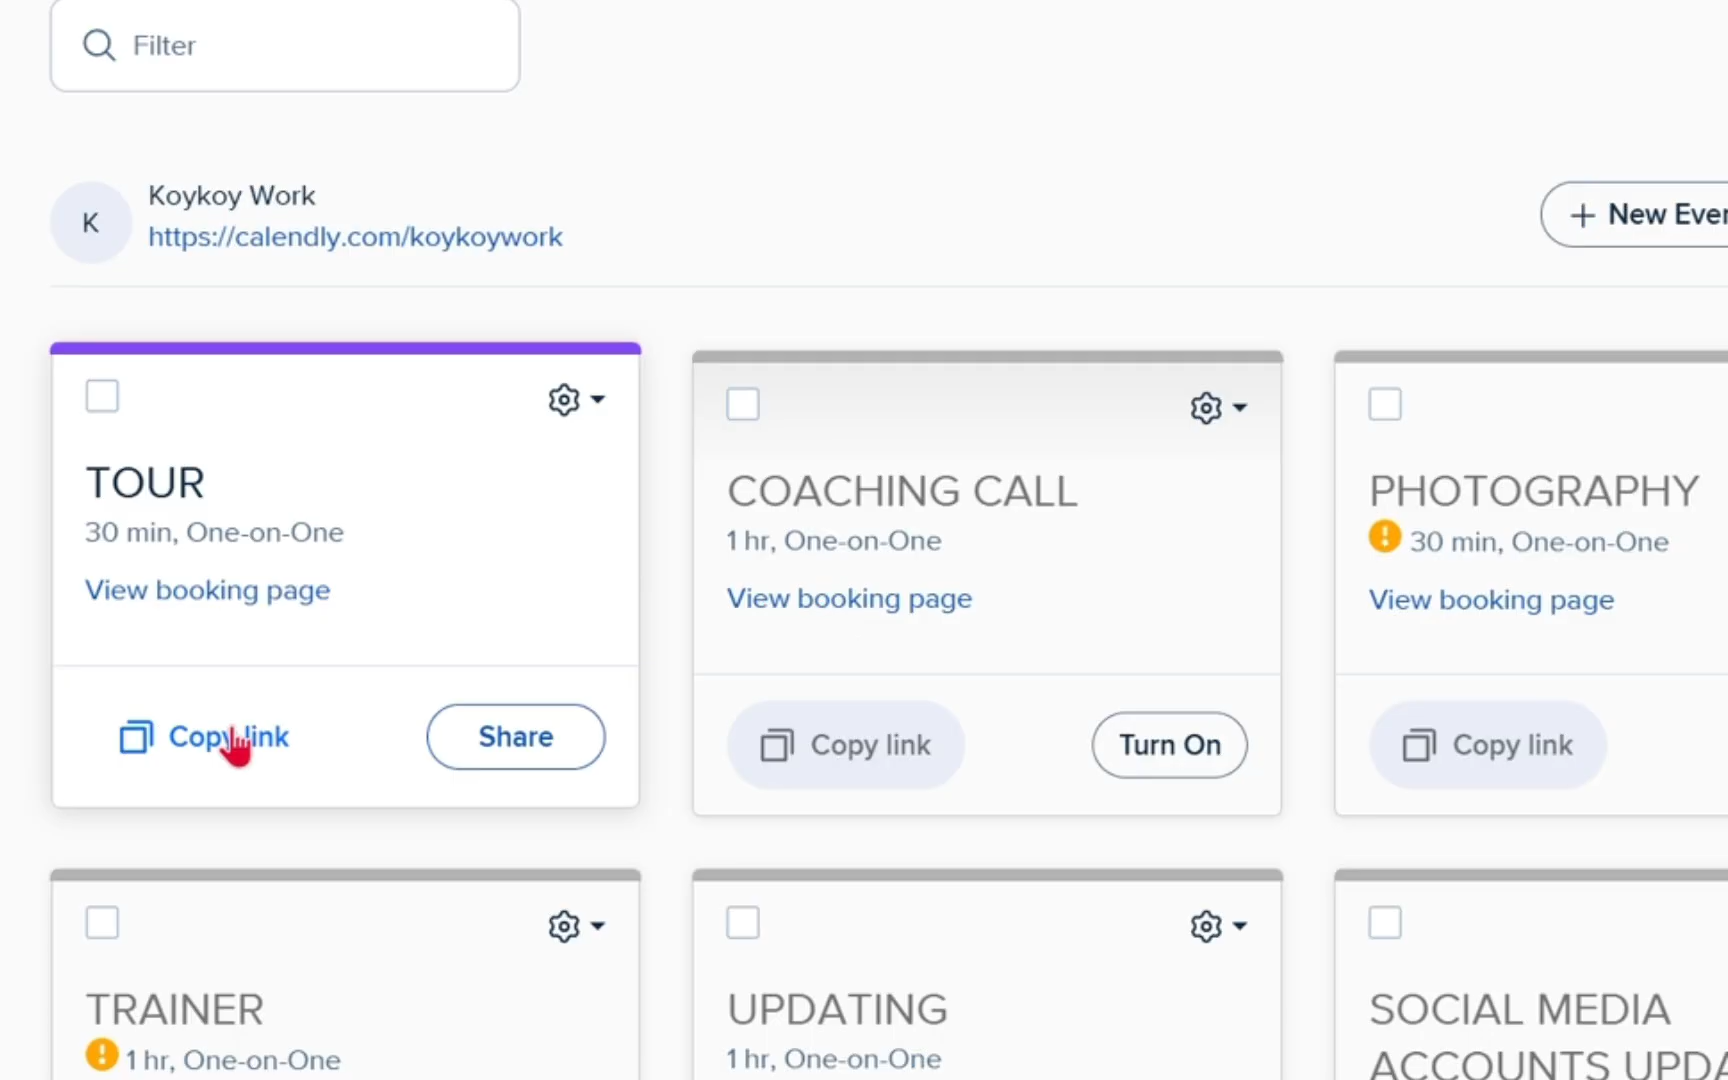 Filter
K
Koykoy Work
https://calendly.com/koykoywork
+ New Even
TOUR
30 min, One-on-One
View booking page
Copy link
Share
COACHING CALL
1 hr, One-on-One
View booking page
Copy link
Turn On
PHOTOGRAPHY
30 min, One-on-One
View booking page
Copy link
TRAINER
1 hr, One-on-One
UPDATING
1 hr, One-on-One
SOCIAL MEDIA
ACCOUNTS UPDA